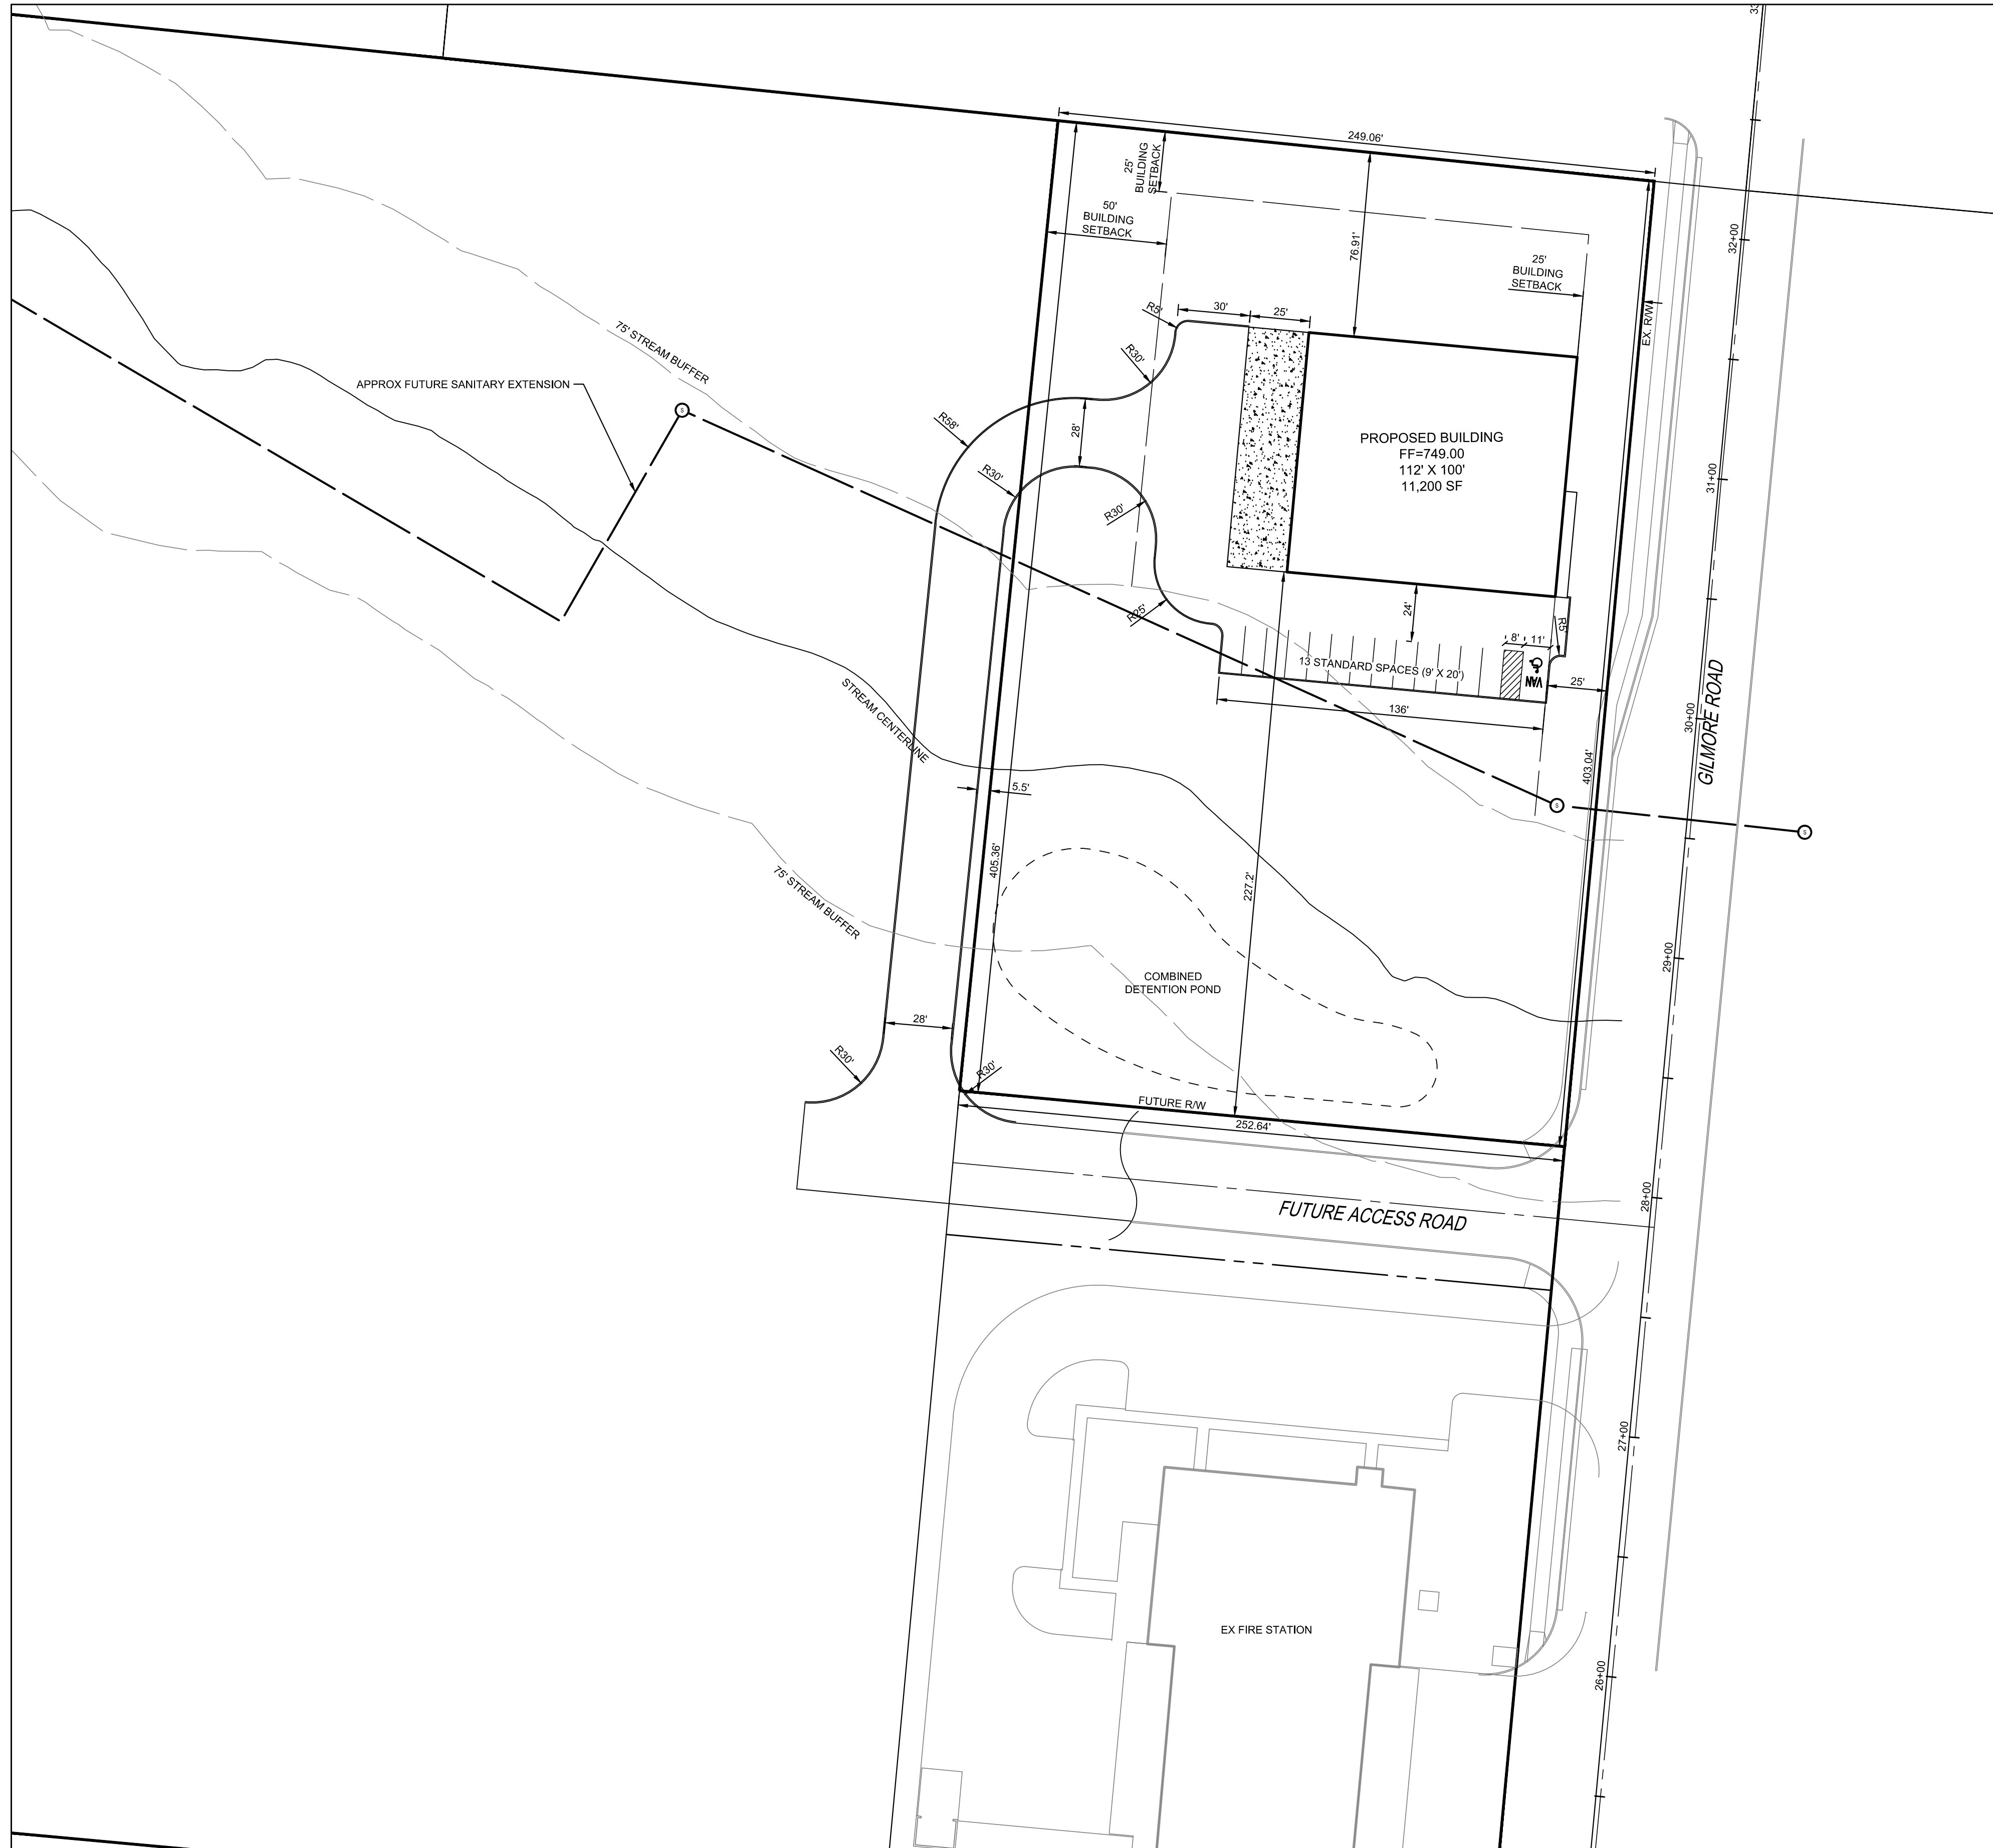 33
249.06'
25'
BUILDING
SETBACK
50'
BUILDING
SETBACK
76.91'
32+00
25'
BUILDING
SETBACK
EX. R/W
R5'
30'
25'
R30'
75' STREAM BUFFER
APPROX FUTURE SANITARY EXTENSION
S
R58'
28'
R30'
R30'
PROPOSED BUILDING
FF=749.00
112' X 100'
11,200 SF
31+00
R25'
24'
R5'
8'
11'
13 STANDARD SPACES (9' X 20')
VAN
25'
136'
STREAM CENTERLINE
30+00
GILMORE ROAD
403.04'
S
S
5.5'
405.36'
227.2'
75' STREAM BUFFER
29+00
COMBINED
DETENTION POND
28'
R30'
R30'
FUTURE R/W
252.64'
28+00
FUTURE ACCESS ROAD
27+00
EX FIRE STATION
26+00